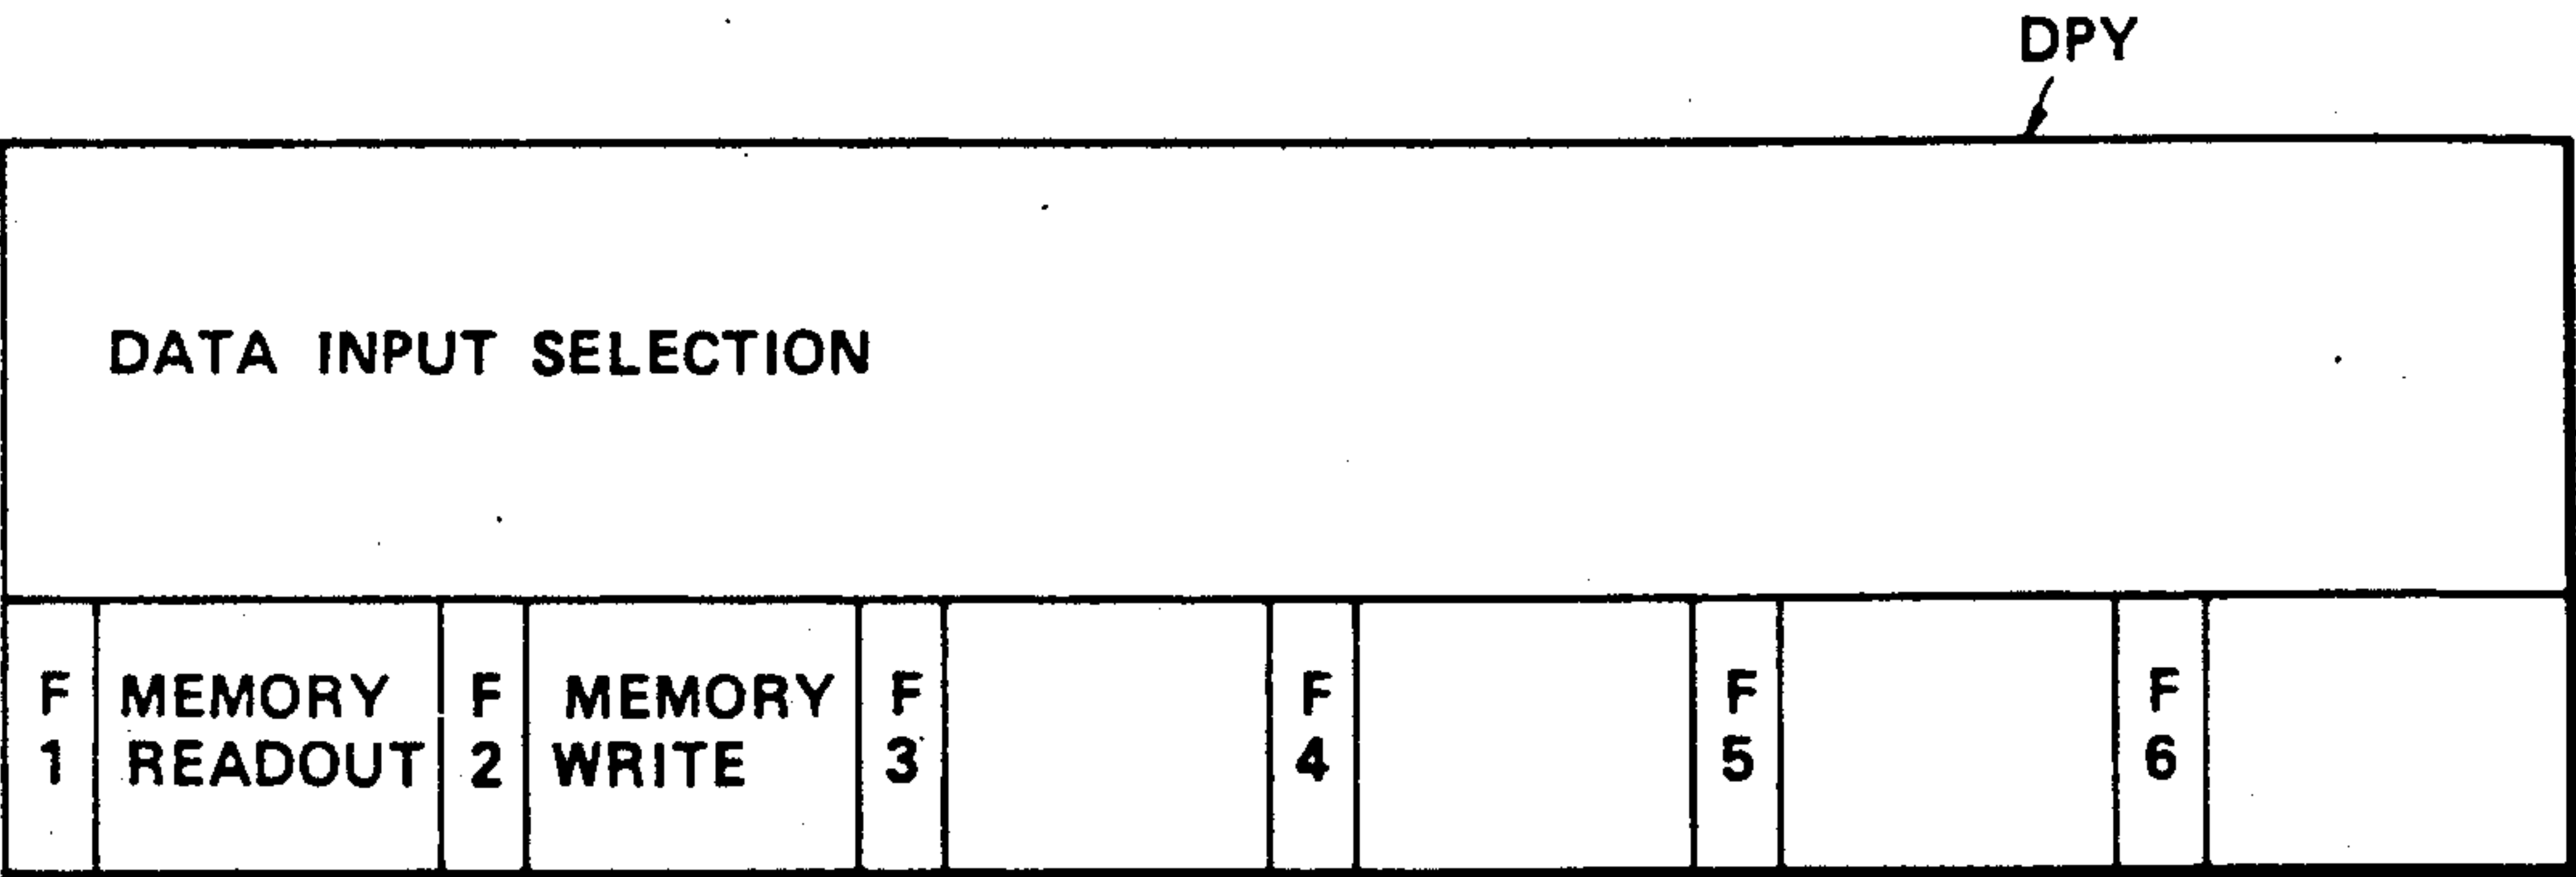 DPY
DATA INPUT SELECTION
F MEMORY F MEMORY F F F F
1 READOUT 2 WRITE 3 4 5 6